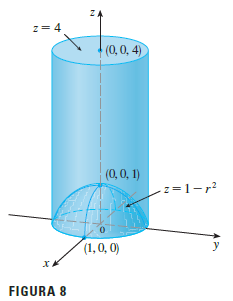 z
z = 4
(0, 0, 4)
(0, 0, 1)
z = 1 − r²
0
(1, 0, 0)
y
x
FIGURA 8